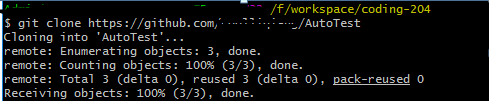 /f/workspace/coding-204
$ git clone https://github.com/ /AutoTest
Cloning into 'AutoTest'...
remote: Enumerating objects: 3, done.
remote: Counting objects: 100% (3/3), done.
remote: Total 3 (delta 0), reused 3 (delta 0), pack-reused 0
Receiving objects: 100% (3/3), done.